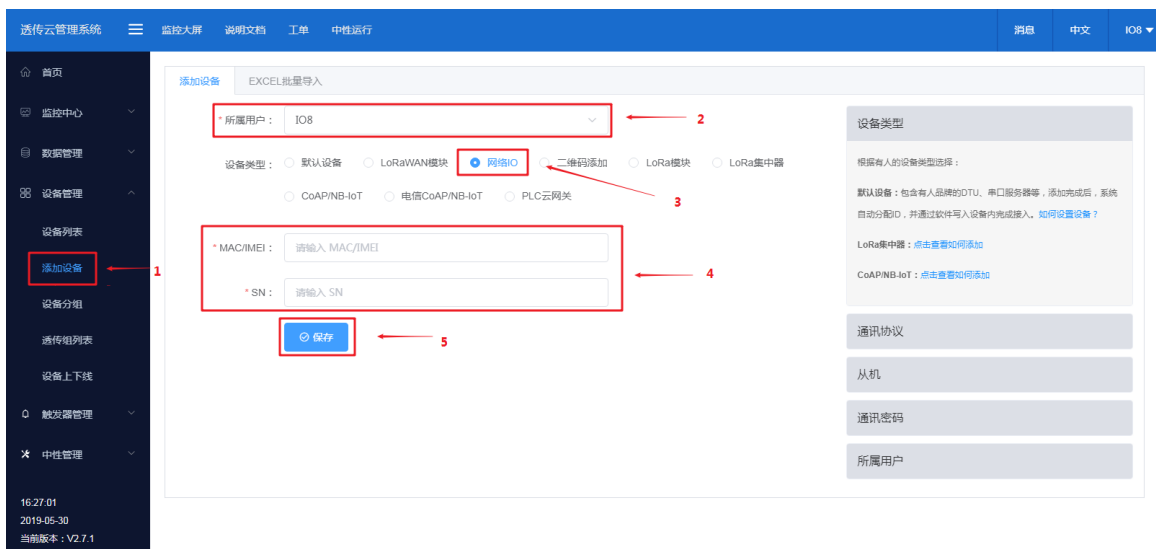 透传云管理系统 监控大屏 说明文档 工单 中性运行 消息 中文 IO8
首页
监控中心
数据管理
设备管理
设备列表
添加设备 1
设备分组
透传组列表
设备上下线
触发器管理
中性管理
16:27:01
2019-05-30
当前版本：V2.7.1
添加设备 EXCEL批量导入
* 所属用户： IO8 2
设备类型： 默认设备 LoRaWAN模块 网络IO 二维码添加 LoRa模块 LoRa集中器
CoAP/NB-IoT 电信CoAP/NB-IoT PLC云网关 3
* MAC/IMEI： 请输入 MAC/IMEI
4
* SN： 请输入 SN
保存 5
设备类型
根据有人的设备类型选择：
默认设备：包含有人品牌的DTU、串口服务器等，添加完成后，系统
自动分配ID，并通过软件写入设备内完成接入。如何设置设备？
LoRa集中器：点击查看如何添加
CoAP/NB-IoT：点击查看如何添加
通讯协议
从机
通讯密码
所属用户